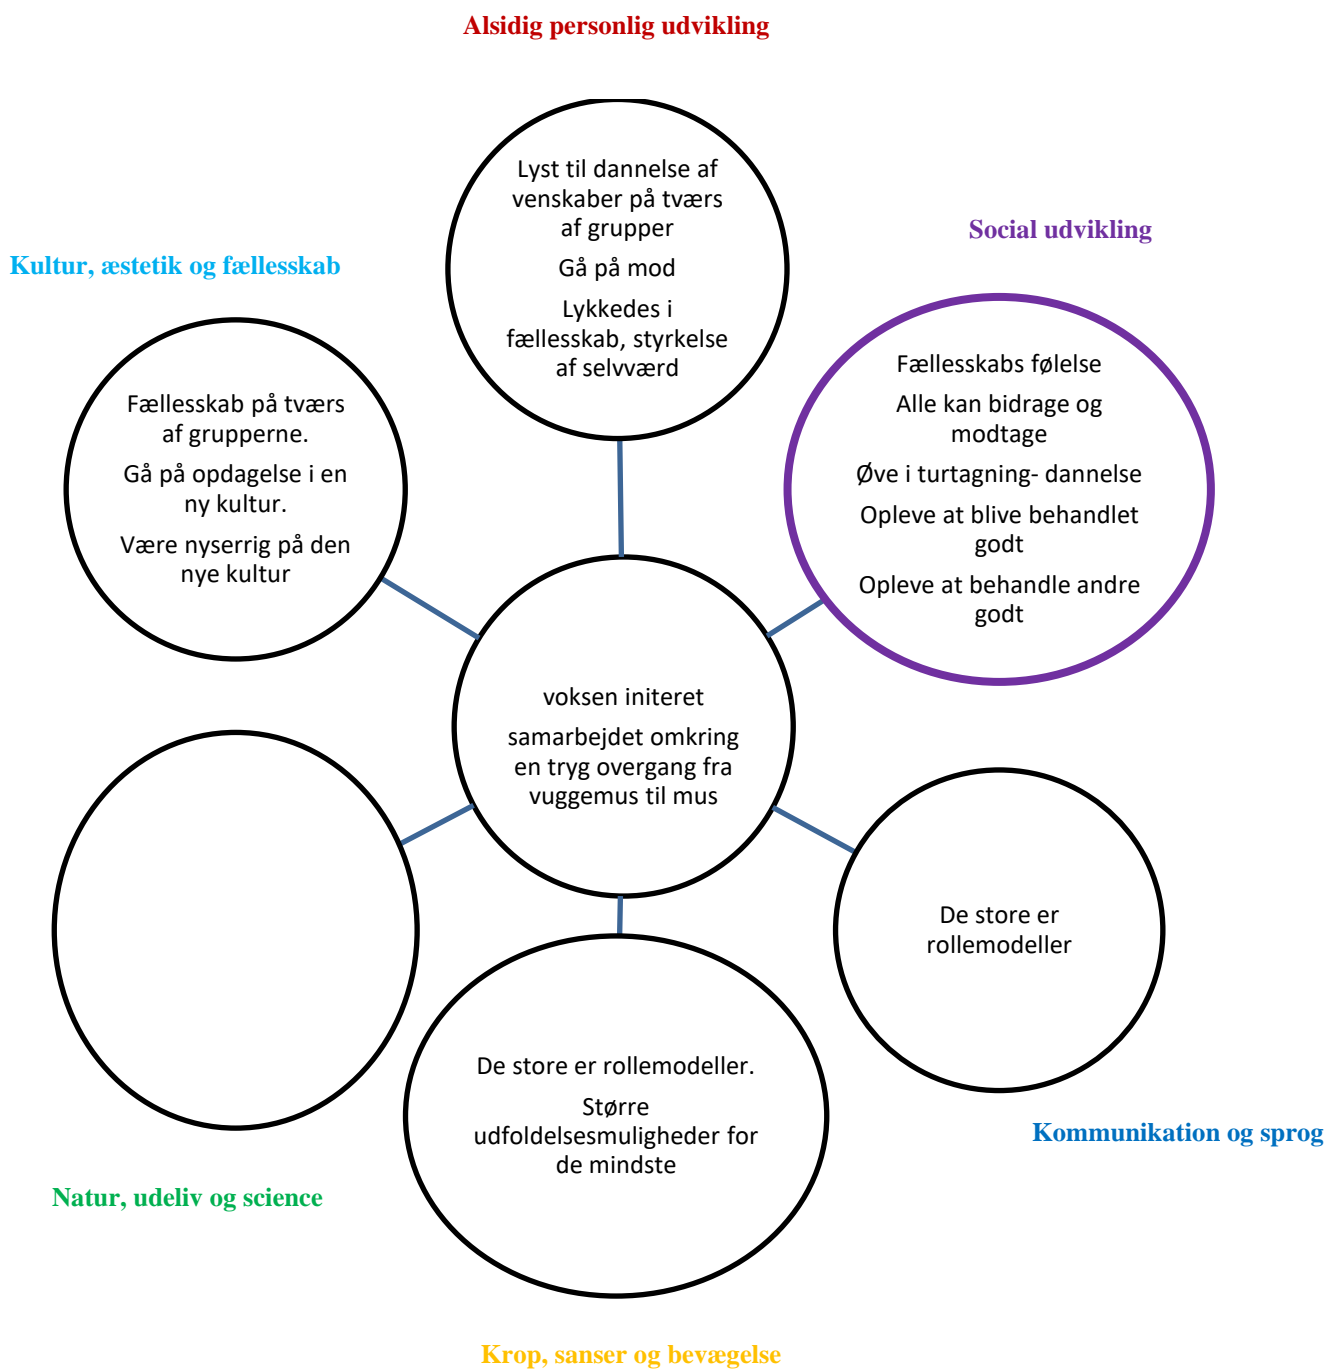 Alsidig personlig udvikling
Lyst til dannelse af
venskaber på tværs
af grupper
Gå på mod
Lykkedes i
fællesskab, styrkelse
af selvværd
Social udvikling
Fællesskabs følelse
Alle kan bidrage og
modtage
Øve i turtagning- dannelse
Opleve at blive behandlet
godt
Opleve at behandle andre
godt
Kultur, æstetik og fællesskab
Fællesskab på tværs
af grupperne.
Gå på opdagelse i en
ny kultur.
Være nyserrig på den
nye kultur
voksen initeret
samarbejdet omkring
en tryg overgang fra
vuggemus til mus
De store er
rollemodeller
Kommunikation og sprog
De store er rollemodeller.
Større
udfoldelsesmuligheder for
de mindste
Natur, udeliv og science
Krop, sanser og bevægelse